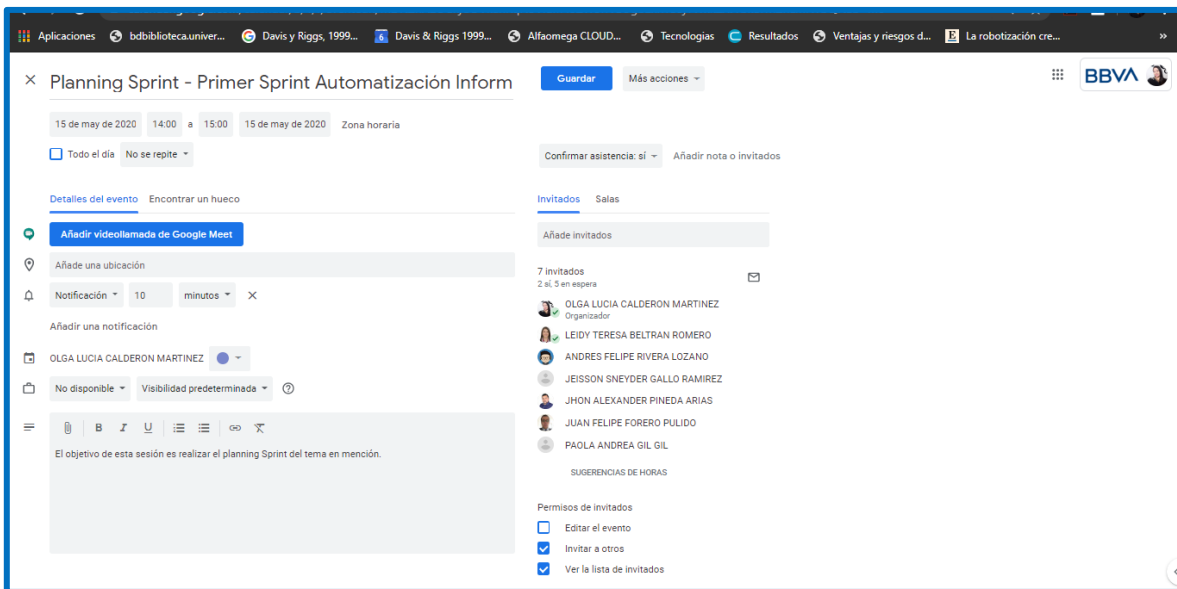 Aplicaciones bdbiblioteca.univer... Davis y Riggs, 1999... Davis & Riggs 1999... Alfaomega CLOUD... Tecnologias Resultados Ventajas y riesgos d... La robotización cre... »
Planning Sprint - Primer Sprint Automatización Inform
Guardar Más acciones
BBVA
15 de may de 2020 14:00 a 15:00 15 de may de 2020 Zona horaria
Todo el día No se repite
Confirmar asistencia: sí Añadir nota o invitados
Detalles del evento Encontrar un hueco
Invitados Salas
Añadir videollamada de Google Meet
Añade invitados
Añade una ubicación
7 invitados
2 sí, 5 en espera
Notificación 10 minutos
Añadir una notificación
OLGA LUCIA CALDERON MARTINEZ
Organizador
LEIDY TERESA BELTRAN ROMERO
OLGA LUCIA CALDERON MARTINEZ
ANDRES FELIPE RIVERA LOZANO
JEISSON SNEYDER GALLO RAMIREZ
No disponible Visibilidad predeterminada
JHON ALEXANDER PINEDA ARIAS
JUAN FELIPE FORERO PULIDO
B I U
PAOLA ANDREA GIL GIL
El objetivo de esta sesión es realizar el planning Sprint del tema en mención.
SUGERENCIAS DE HORAS
Permisos de invitados
Editar el evento
Invitar a otros
Ver la lista de invitados